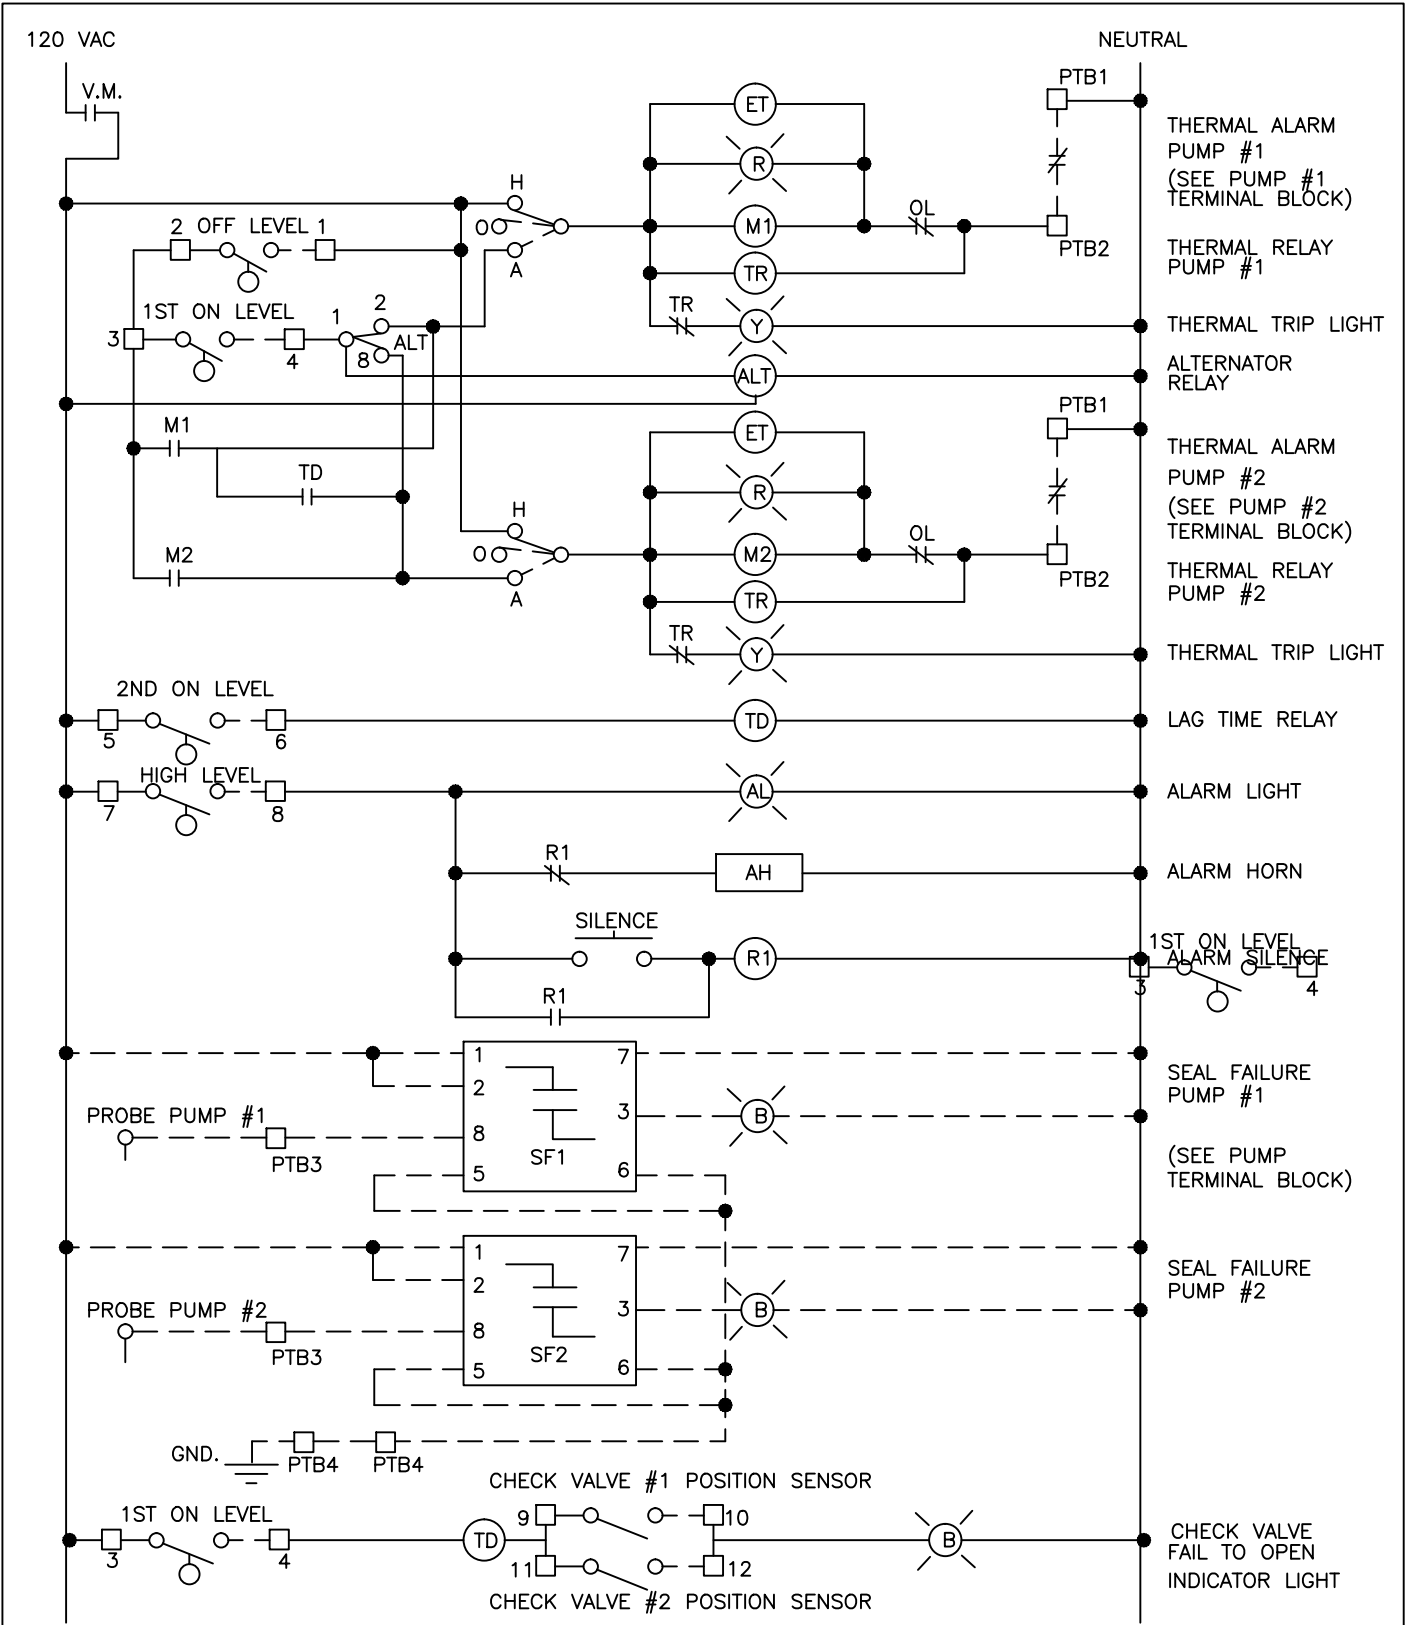 120 VAC
NEUTRAL
V.M.
PTB1
ET
THERMAL ALARM
PUMP #1
(SEE PUMP #1
TERMINAL BLOCK)
R
H
O
A
2 OFF LEVEL 1
M1
OL
PTB2
THERMAL RELAY
PUMP #1
TR
1ST ON LEVEL
3
4
1
2
8
ALT
TR
Y
THERMAL TRIP LIGHT
ALT
ALTERNATOR
RELAY
PTB1
M1
ET
THERMAL ALARM
PUMP #2
(SEE PUMP #2
TERMINAL BLOCK)
TD
R
H
O
A
M2
M2
OL
PTB2
THERMAL RELAY
PUMP #2
TR
TR
Y
THERMAL TRIP LIGHT
2ND ON LEVEL
5
6
TD
LAG TIME RELAY
HIGH LEVEL
7
8
AL
ALARM LIGHT
R1
AH
ALARM HORN
SILENCE
R1
ALARM SILENCE
1ST ON LEVEL
3
4
R1
1
2
8
5
7
3
6
SF1
PROBE PUMP #1
PTB3
B
SEAL FAILURE
PUMP #1
(SEE PUMP
TERMINAL BLOCK)
1
2
8
5
7
3
6
SF2
PROBE PUMP #2
PTB3
B
SEAL FAILURE
PUMP #2
GND.
PTB4
PTB4
CHECK VALVE #1 POSITION SENSOR
1ST ON LEVEL
3
4
TD
9
10
11
12
B
CHECK VALVE
FAIL TO OPEN
INDICATOR LIGHT
CHECK VALVE #2 POSITION SENSOR